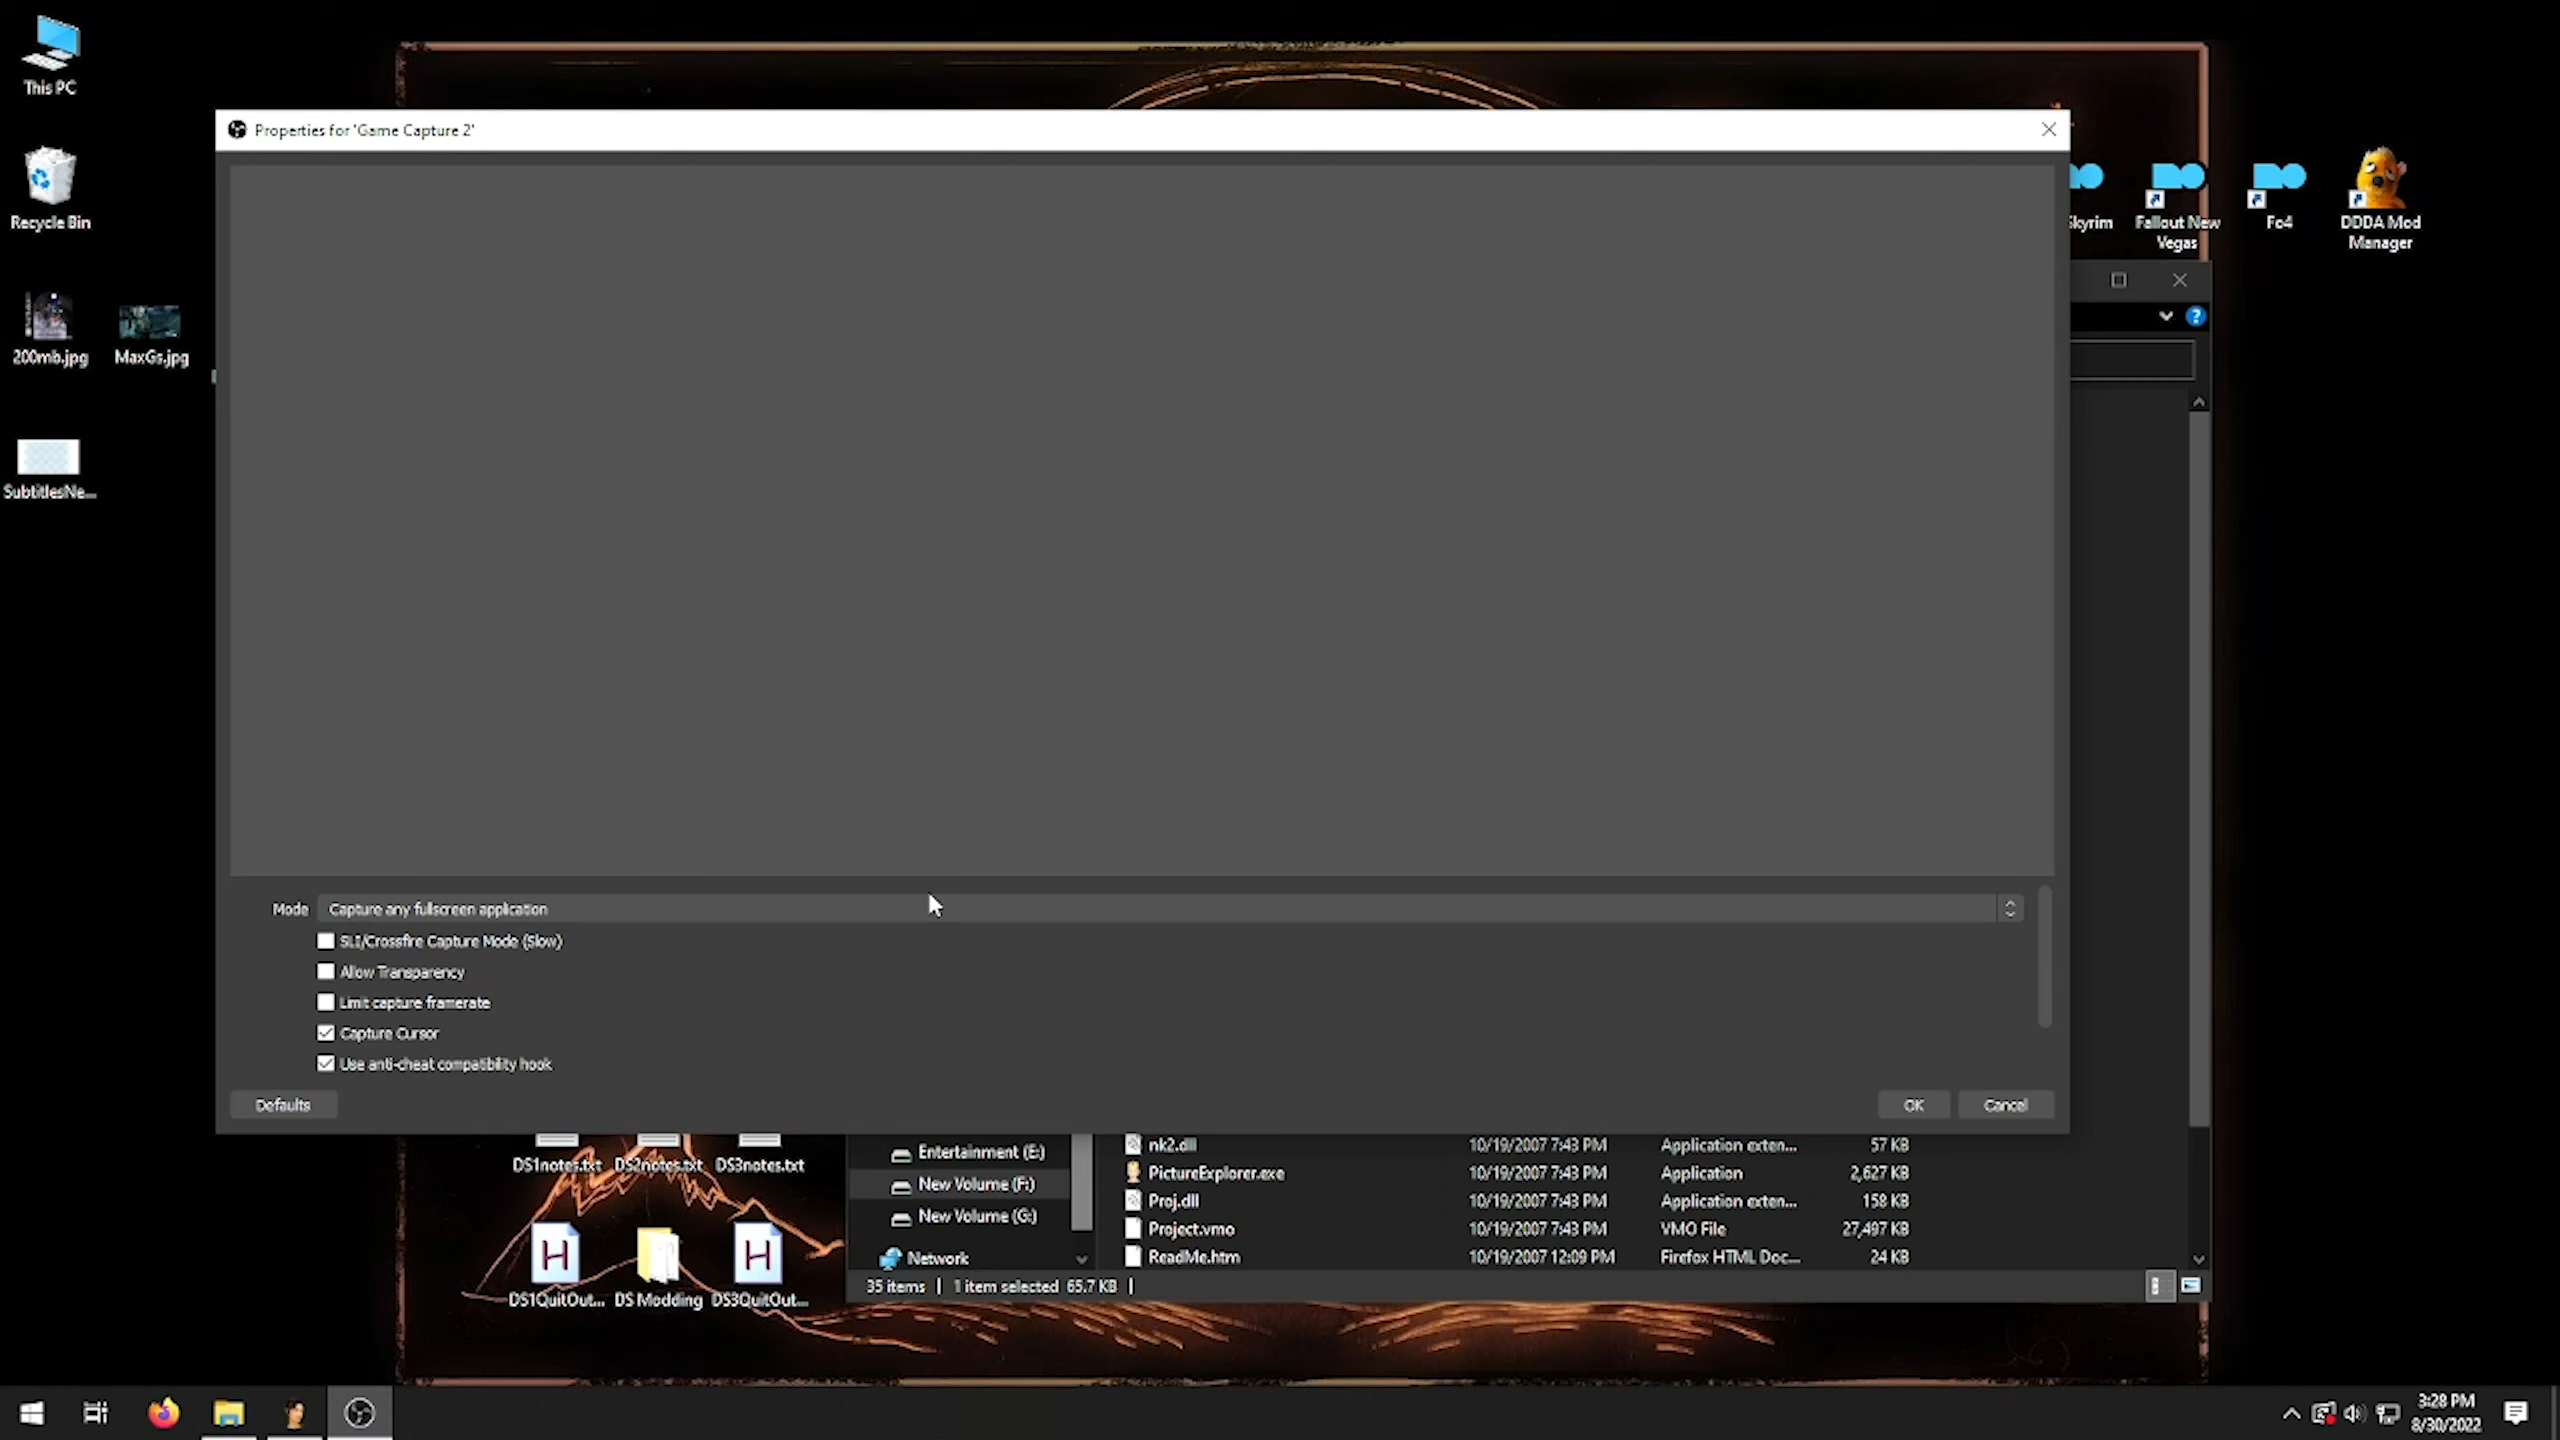 This PC
Recycle Bin
200mb.jpg
MaxGs.jpg
SubtitlesNe...
Properties for 'Game Capture 2'
Skyrim
Fallout New
Vegas
Fo4
DDDA Mod
Manager
Mode
Capture any fullscreen application
SLI/Crossfire Capture Mode (Slow)
Allow Transparency
Limit capture framerate
Capture Cursor
Use anti-cheat compatibility hook
Defaults
OK
Cancel
DS1notes.txt
DS2notes.txt
DS3notes.txt
DS1QuitOut...
DS Modding
DS3QuitOut...
Entertainment (E:)
New Volume (F:)
New Volume (G:)
Network
nk2.dll 10/19/2007 7:43 PM Application exten... 57 KB
PictureExplorer.exe 10/19/2007 7:43 PM Application 2,627 KB
Proj.dll 10/19/2007 7:43 PM Application exten... 158 KB
Project.vmo 10/19/2007 7:43 PM VMO File 27,497 KB
ReadMe.htm 10/19/2007 12:09 PM Firefox HTML Doc... 24 KB
35 items | 1 item selected 65.7 KB |
3:28 PM
8/30/2022